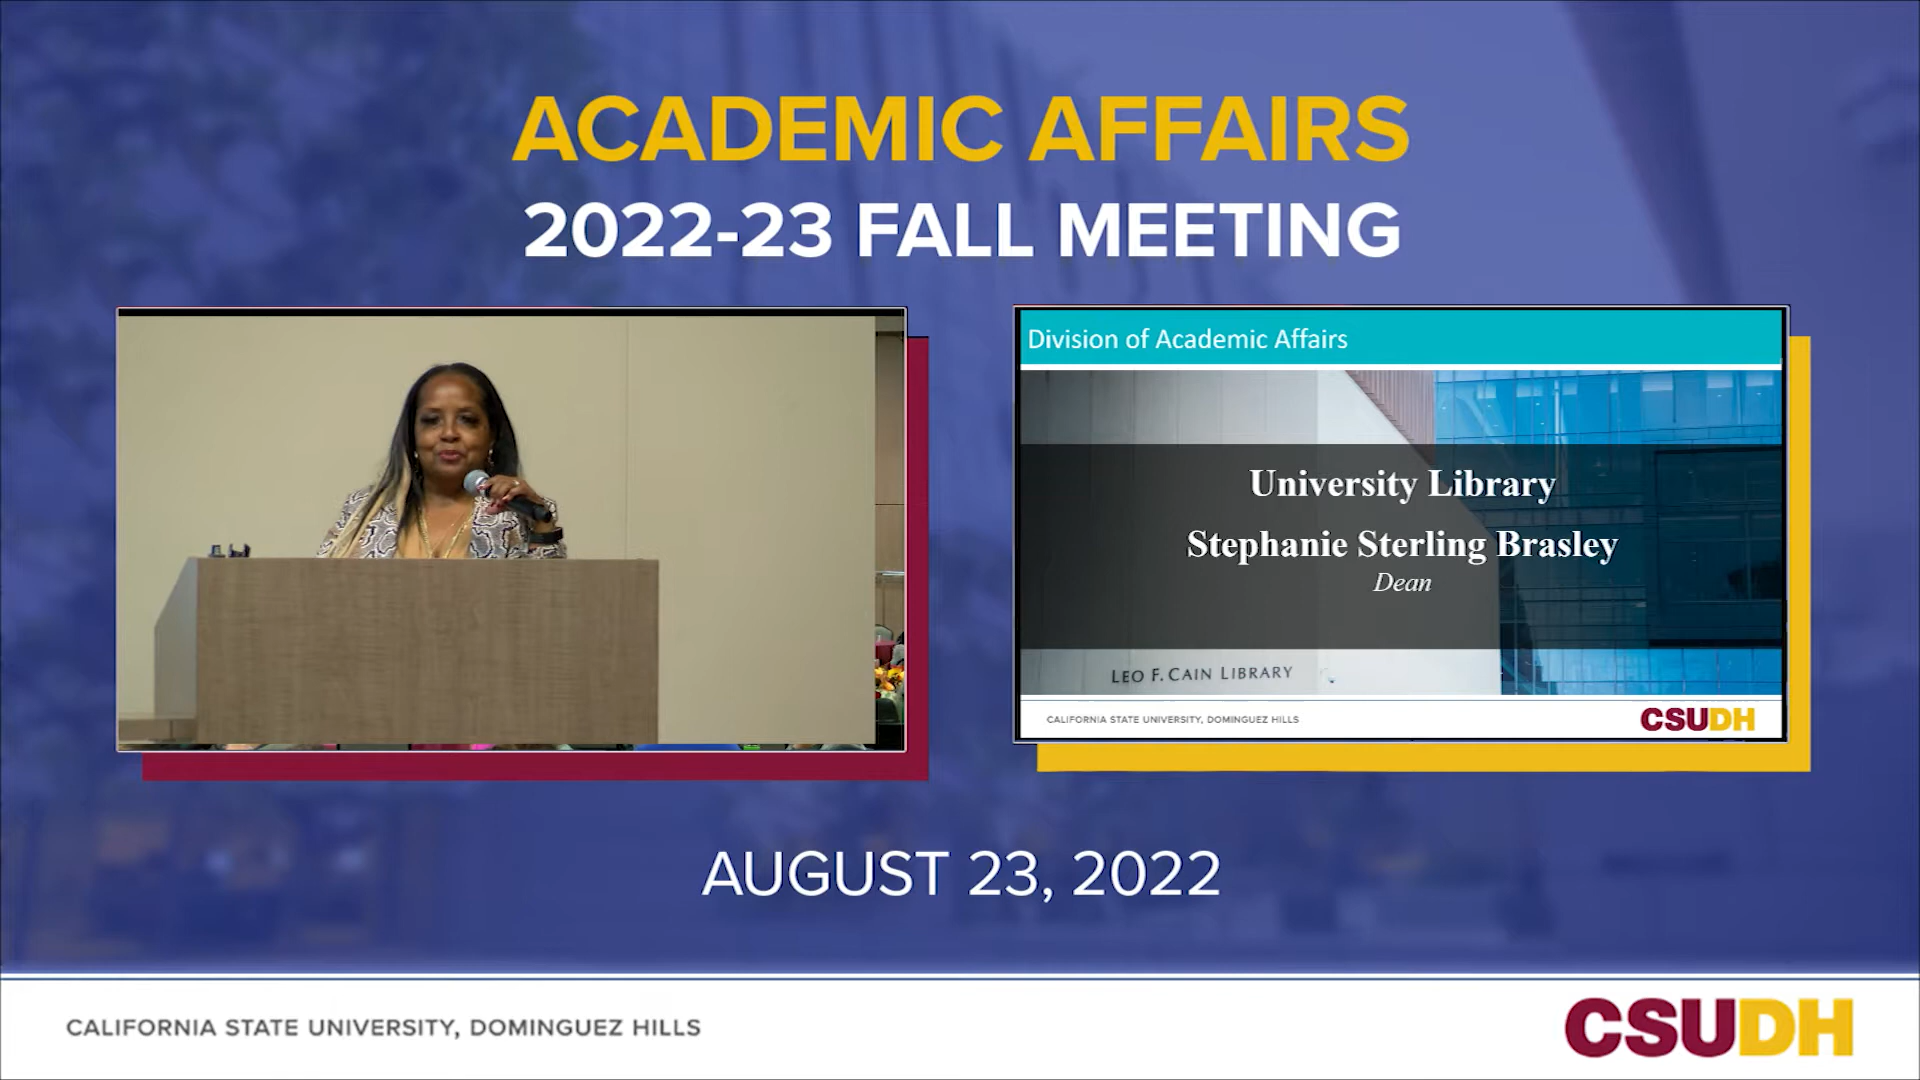 ACADEMIC AFFAIRS
2022-23 FALL MEETING
Division of Academic Affairs
University Library
Stephanie Sterling Brasley
Dean
LEO F. CAIN LIBRARY
CALIFORNIA STATE UNIVERSITY, DOMINGUEZ HILLS
CSUDH
AUGUST 23, 2022
CALIFORNIA STATE UNIVERSITY, DOMINGUEZ HILLS
CSUDH